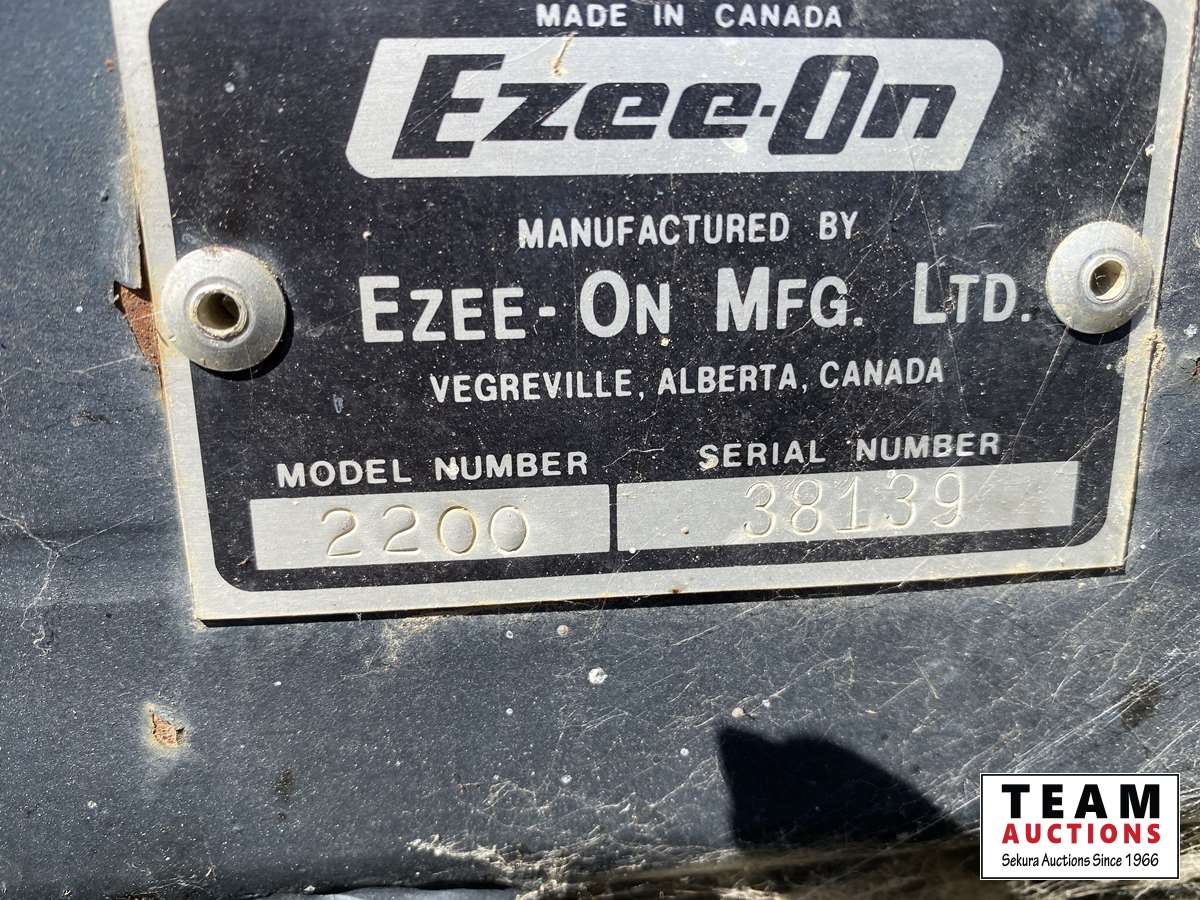 MADE IN CANADA
Ezee-On
MANUFACTURED BY
EZEE-ON MFG. LTD.
VEGREVILLE, ALBERTA, CANADA
MODEL NUMBER SERIAL NUMBER
2200 38139
TEAM
AUCTIONS
Sekura Auctions Since 1966